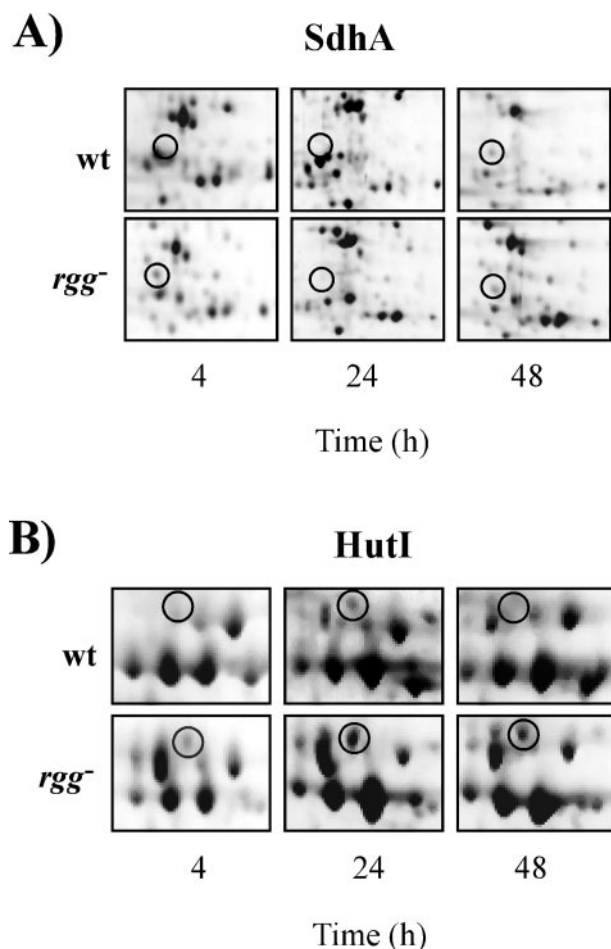 A)
SdhA
wt
rgg⁻
4 24 48
Time (h)
B)
HutI
wt
rgg⁻
4 24 48
Time (h)